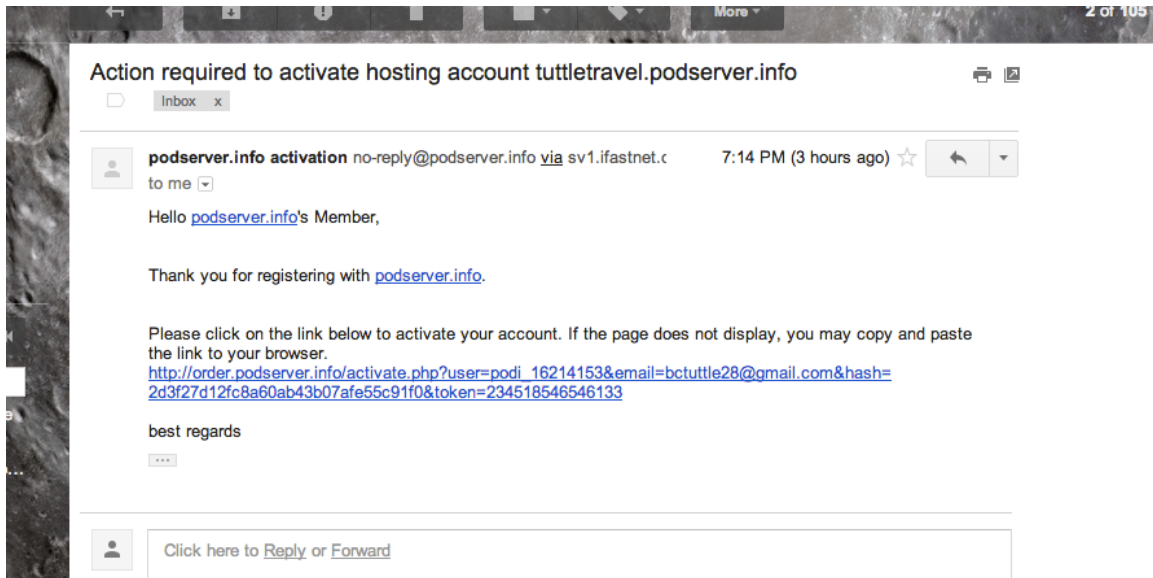 More
2 of 105
Action required to activate hosting account tuttletravel.podserver.info
Inbox x
podserver.info activation no-reply@podserver.info via sv1.ifastnet.c 7:14 PM (3 hours ago)
to me
Hello podserver.info's Member,
Thank you for registering with podserver.info.
Please click on the link below to activate your account. If the page does not display, you may copy and paste
the link to your browser.
http://order.podserver.info/activate.php?user=podi_16214153&email=bctuttle28@gmail.com&hash=
2d3f27d12fc8a60ab43b07afe55c91f0&token=234518546546133
best regards
...
Click here to Reply or Forward